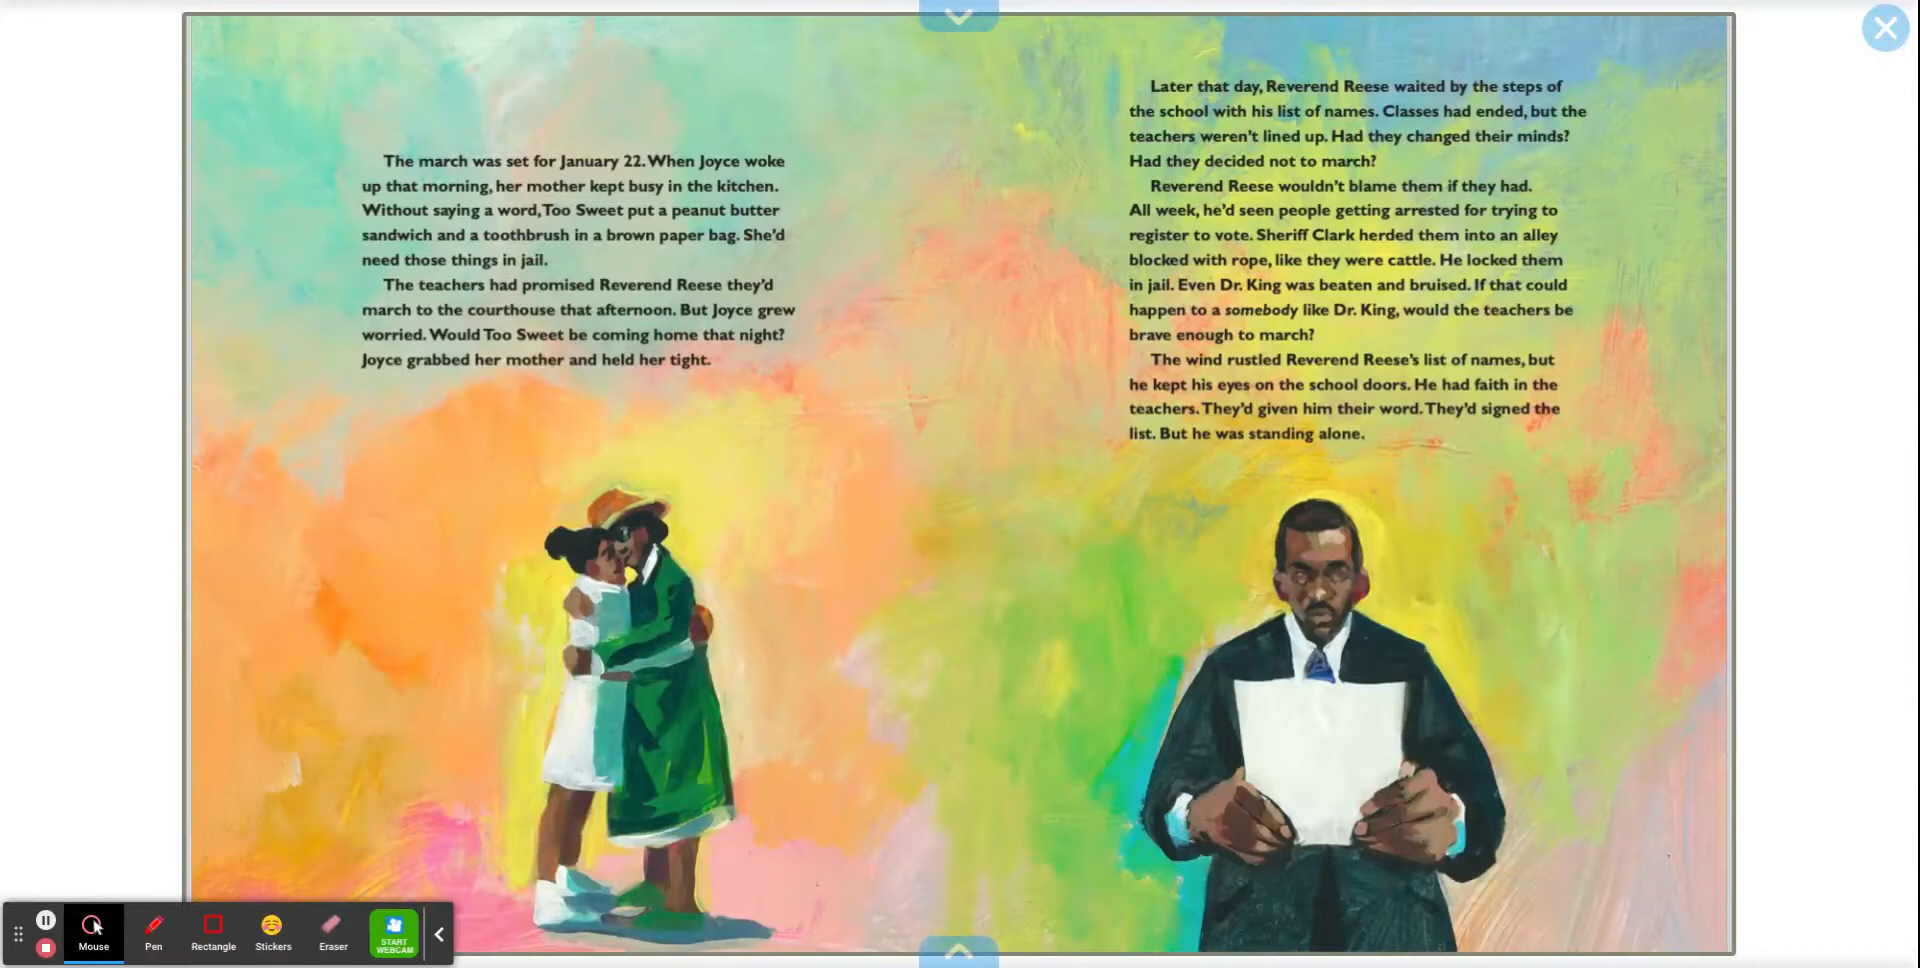 The march was set for January 22. When Joyce woke
up that morning, her mother kept busy in the kitchen.
Without saying a word, Too Sweet put a peanut butter
sandwich and a toothbrush in a brown paper bag. She'd
need those things in jail.
The teachers had promised Reverend Reese they'd
march to the courthouse that afternoon. But Joyce grew
worried. Would Too Sweet be coming home that night?
Joyce grabbed her mother and held her tight.
Later that day, Reverend Reese waited by the steps of
the school with his list of names. Classes had ended, but the
teachers weren't lined up. Had they changed their minds?
Had they decided not to march?
Reverend Reese wouldn't blame them if they had.
All week, he'd seen people getting arrested for trying to
register to vote. Sheriff Clark herded them into an alley
blocked with rope, like they were cattle. He locked them
in jail. Even Dr. King was beaten and bruised. If that could
happen to a somebody like Dr. King, would the teachers be
brave enough to march?
The wind rustled Reverend Reese's list of names, but
he kept his eyes on the school doors. He had faith in the
teachers. They'd given him their word. They'd signed the
list. But he was standing alone.
Mouse
Pen
Rectangle
Stickers
Eraser
START
WEBCAM